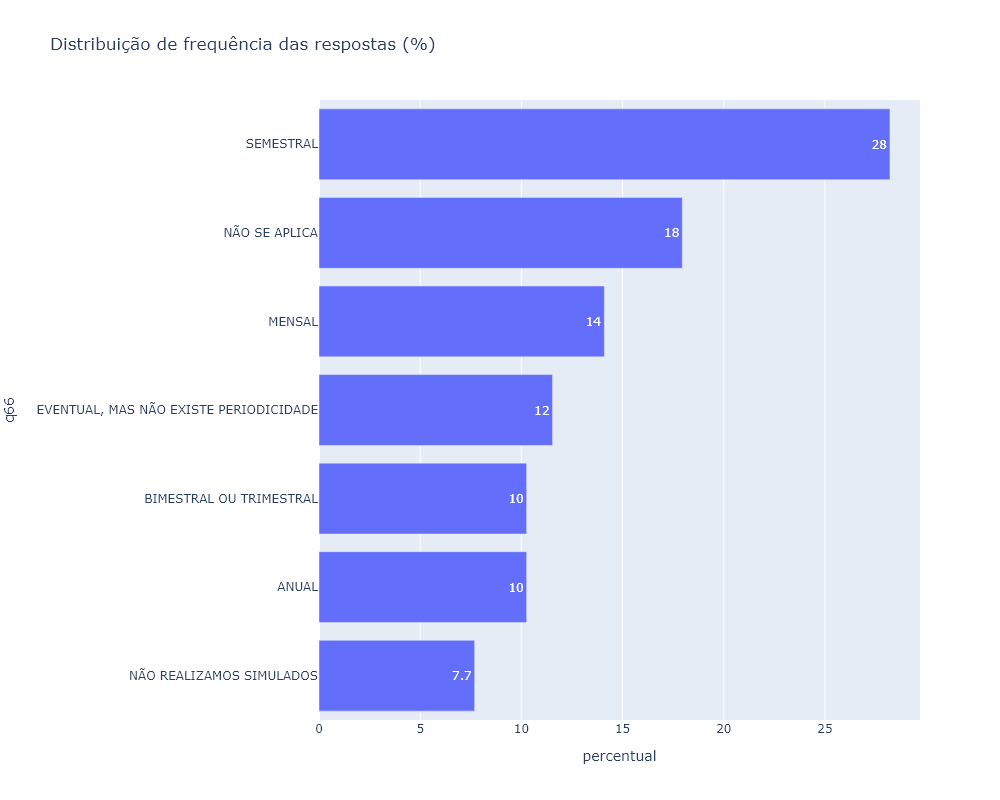 Distribuição de frequência das respostas (%)
SEMESTRAL
28
NÃO SE APLICA
18
MENSAL
14
EVENTUAL, MAS NÃO EXISTE PERIODICIDADE
12
BIMESTRAL OU TRIMESTRAL
10
ANUAL
10
NÃO REALIZAMOS SIMULADOS
7.7
q66
0 5 10 15 20 25
percentual